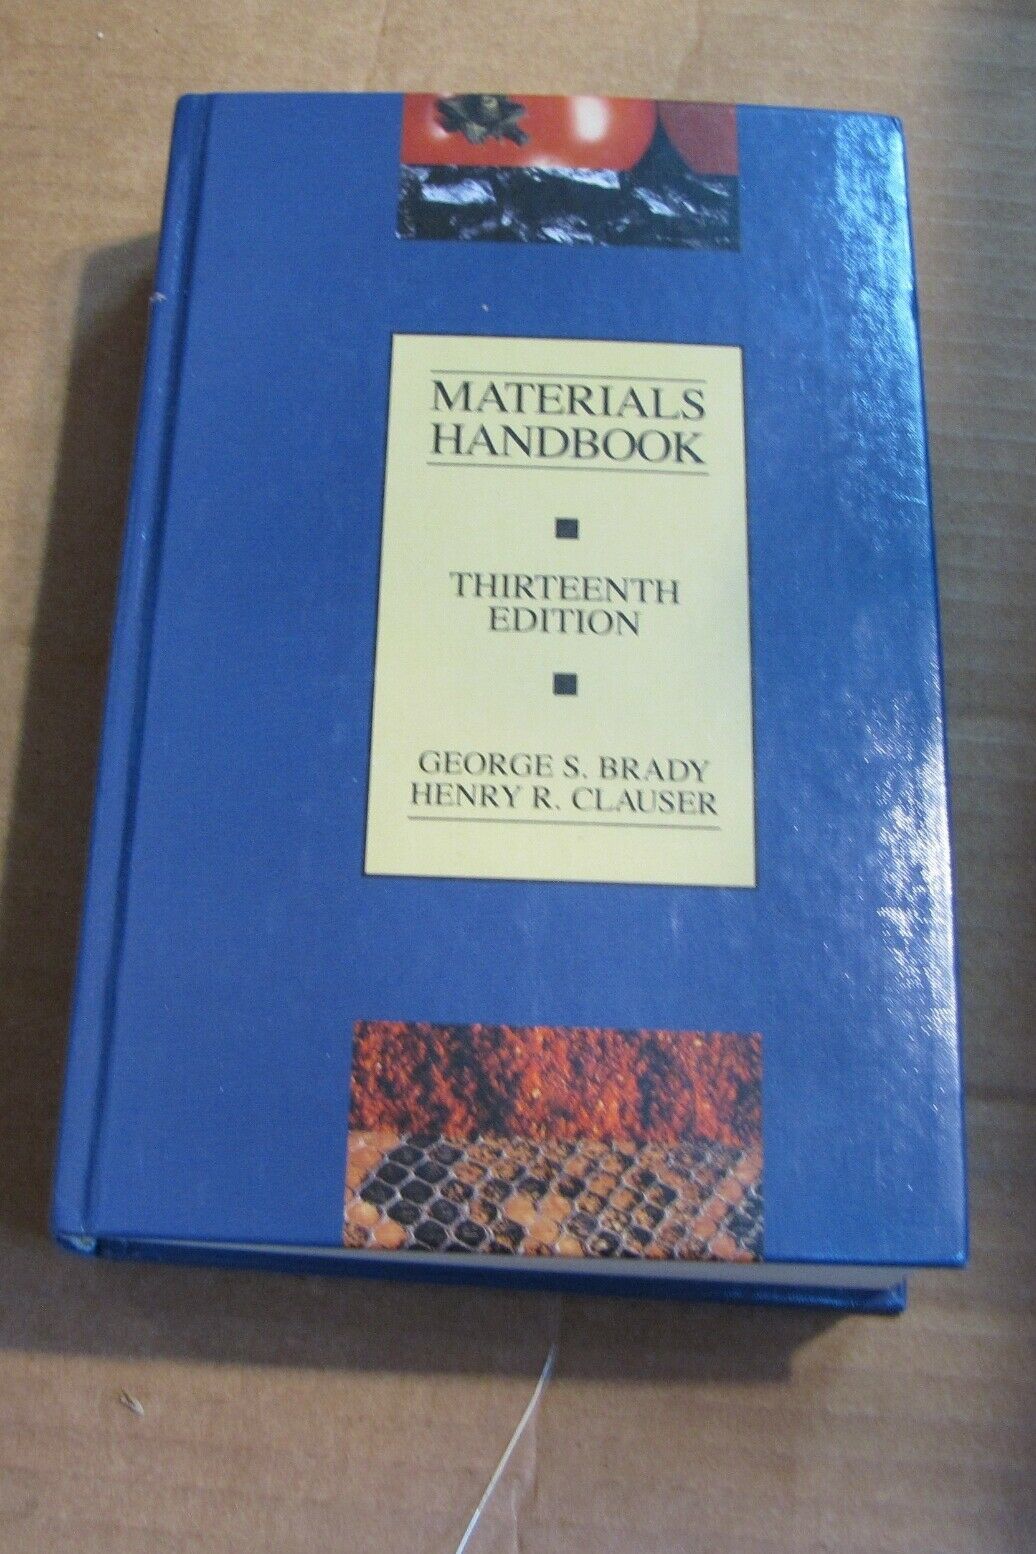 MATERIALS
HANDBOOK
THIRTEENTH
EDITION
GEORGE S. BRADY
HENRY R. CLAUSER